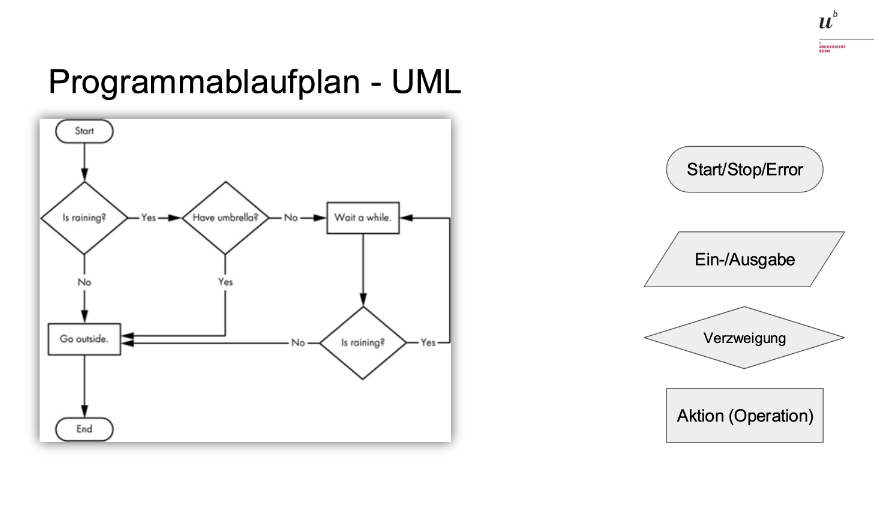 u b
b
UNIVERSITÄT
BERN
Programmablaufplan - UML
Start
Is raining?
Yes
Have umbrella?
No
Wait a while.
No
Yes
Go outside.
No
Is raining?
Yes
End
Start/Stop/Error
Ein-/Ausgabe
Verzweigung
Aktion (Operation)